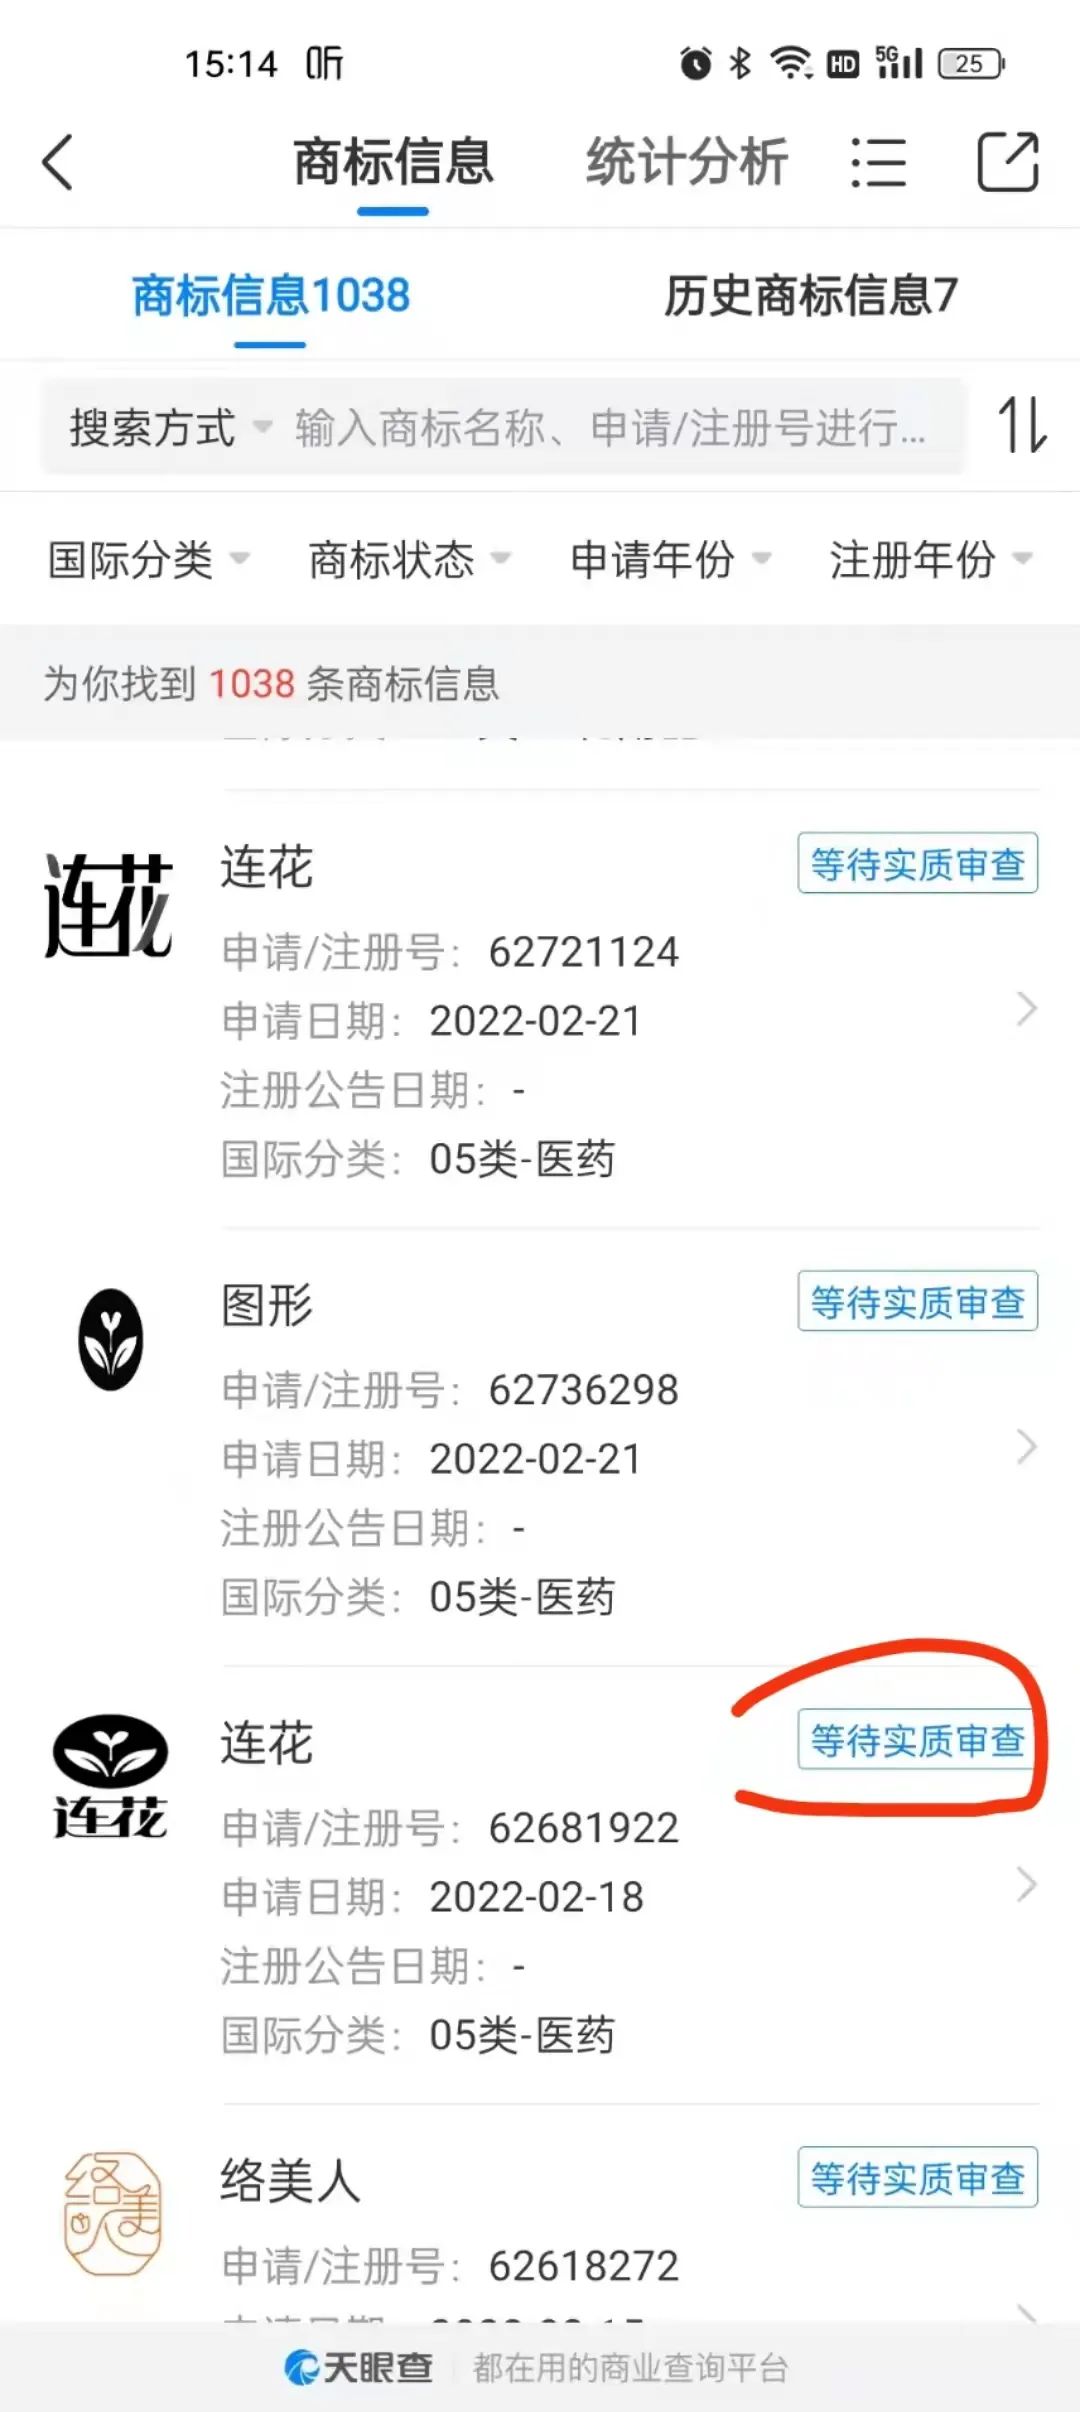 15:14 听 HD 5G 25
商标信息 统计分析
商标信息1038 历史商标信息7
搜索方式 输入商标名称、申请/注册号进行...
国际分类 商标状态 申请年份 注册年份
为你找到 1038 条商标信息
连花
连花 等待实质审查
申请/注册号： 62721124
申请日期： 2022-02-21
注册公告日期： -
国际分类： 05类-医药
图形 等待实质审查
申请/注册号： 62736298
申请日期： 2022-02-21
注册公告日期： -
国际分类： 05类-医药
连花 等待实质审查
连花
申请/注册号： 62681922
申请日期： 2022-02-18
注册公告日期： -
国际分类： 05类-医药
络美人
络美人 等待实质审查
申请/注册号： 62618272
天眼查 都在用的商业查询平台